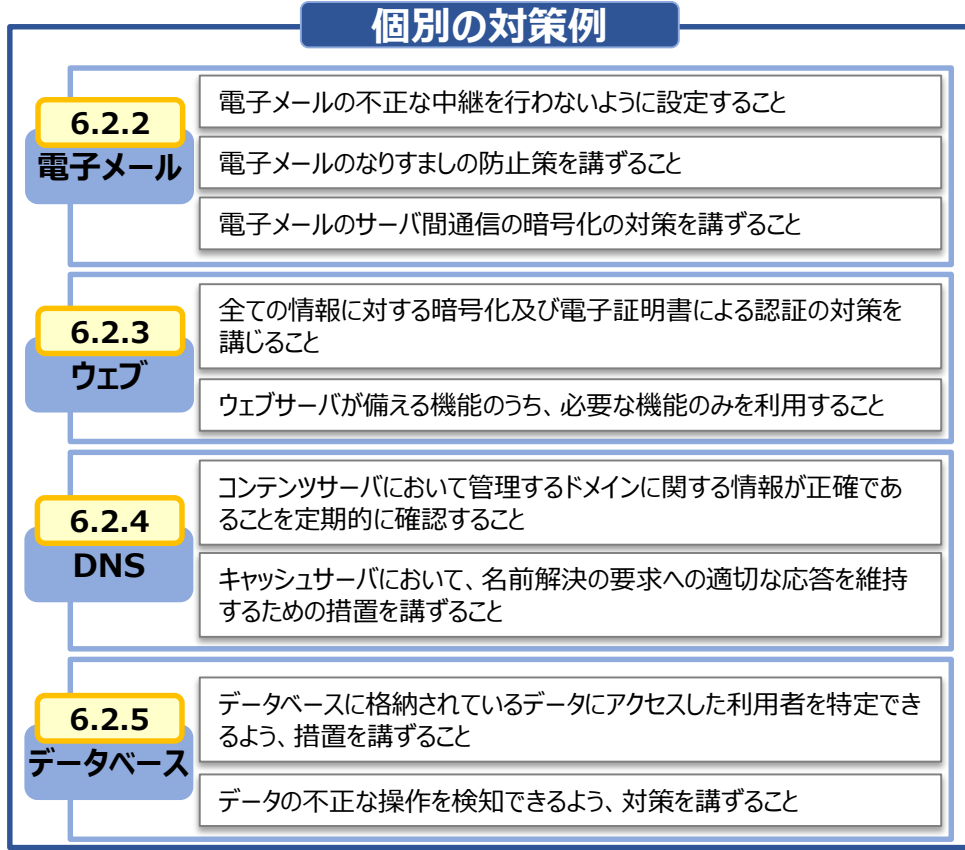 個別の対策例
6.2.2
電子メール
電子メールの不正な中継を行わないように設定すること
電子メールのなりすましの防止策を講ずること
電子メールのサーバ間通信の暗号化の対策を講ずること
6.2.3
ウェブ
全ての情報に対する暗号化及び電子証明書による認証の対策を
講じること
ウェブサーバが備える機能のうち、必要な機能のみを利用すること
6.2.4
DNS
コンテンツサーバにおいて管理するドメインに関する情報が正確であ
ることを定期的に確認すること
キャッシュサーバにおいて、名前解決の要求への適切な応答を維持
するための措置を講ずること
6.2.5
データベース
データベースに格納されているデータにアクセスした利用者を特定でき
るよう、措置を講ずること
データの不正な操作を検知できるよう、対策を講ずること